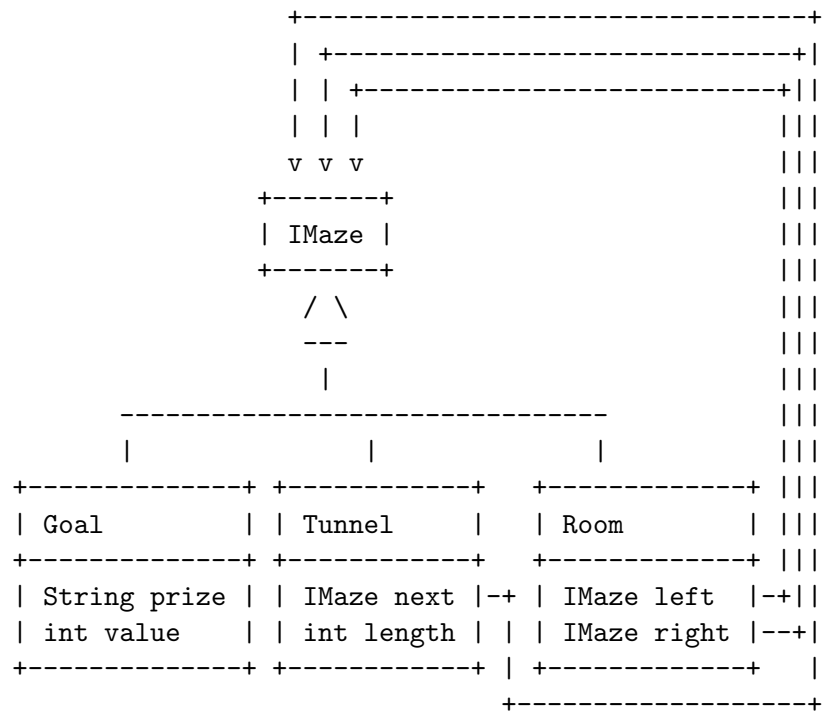 IMaze
Goal
Tunnel
Room
String prize
int value
IMaze next
int length
IMaze left
IMaze right